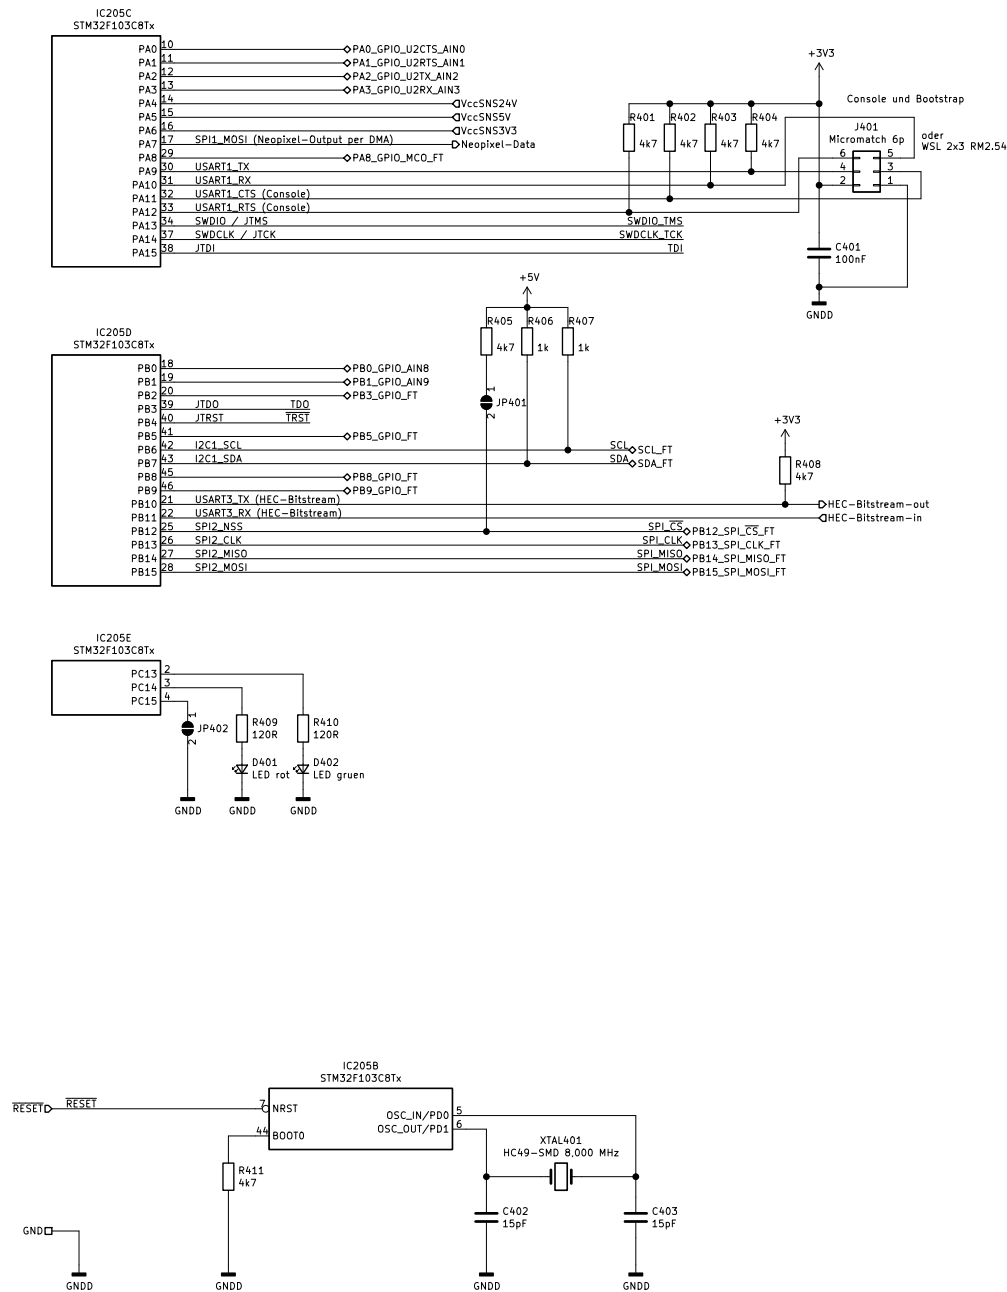 IC205C
STM32F103C8Tx
PA0 10 PA0_GPIO_U2CTS_AIN0
PA1 11 PA1_GPIO_U2RTS_AIN1
PA2 12 PA2_GPIO_U2TX_AIN2
PA3 13 PA3_GPIO_U2RX_AIN3
PA4 14 VccSNS24V
PA5 15 VccSNS5V
PA6 16 VccSNS3V3
PA7 17 SPI1_MOSI (Neopixel-Output per DMA) Neopixel-Data
PA8 29 PA8_GPIO_MCO_FT
PA9 30 USART1_TX
PA10 31 USART1_RX
PA11 32 USART1_CTS (Console)
PA12 33 USART1_RTS (Console)
PA13 34 SWDIO / JTMS SWDIO_TMS
PA14 37 SWDCLK / JTCK SWDCLK_TCK
PA15 38 JTDI TDI
+3V3
Console und Bootstrap
R401 R402 R403 R404
4k7 4k7 4k7 4k7
J401
Micromatch 6p
oder
WSL 2x3 RM2.54
6 5
4 3
2 1
C401
100nF
GNDD
+5V
R405 R406 R407
4k7 1k 1k
1
JP401
2
IC205D
STM32F103C8Tx
PB0 18 PB0_GPIO_AIN8
PB1 19 PB1_GPIO_AIN9
PB2 20 PB3_GPIO_FT
PB3 39 JTDO TDO
PB4 40 JTRST TRST
PB5 41 PB5_GPIO_FT
PB6 42 I2C1_SCL SCL SCL_FT
PB7 43 I2C1_SDA SDA SDA_FT
PB8 45 PB8_GPIO_FT
PB9 46 PB9_GPIO_FT
PB10 21 USART3_TX (HEC-Bitstream) HEC-Bitstream-out
PB11 22 USART3_RX (HEC-Bitstream) HEC-Bitstream-in
PB12 25 SPI2_NSS SPI_CS PB12_SPI_CS_FT
PB13 26 SPI2_CLK SPI_CLK PB13_SPI_CLK_FT
PB14 27 SPI2_MISO SPI_MISO PB14_SPI_MISO_FT
PB15 28 SPI2_MOSI SPI_MOSI PB15_SPI_MOSI_FT
+3V3
R408
4k7
IC205E
STM32F103C8Tx
PC13 2
PC14 3
PC15 4
1
JP402
2
R409
120R
R410
120R
D401
LED rot
D402
LED gruen
GNDD GNDD GNDD
IC205B
STM32F103C8Tx
RESET RESET 7 NRST
OSC_IN/PD0 5
OSC_OUT/PD1 6
44 BOOT0
XTAL401
HC49-SMD 8,000 MHz
R411
4k7
C402
15pF
C403
15pF
GND
GNDD GNDD GNDD GNDD